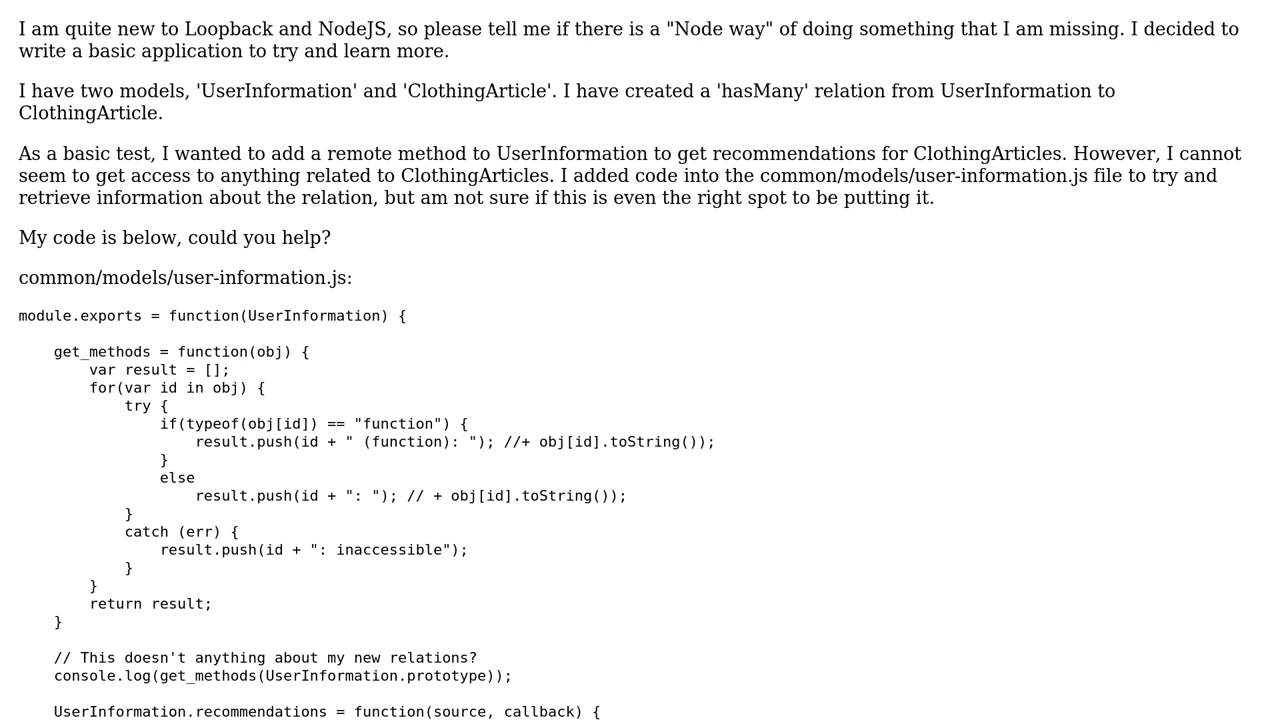 I am quite new to Loopback and NodeJS, so please tell me if there is a "Node way" of doing something that I am missing. I decided to
write a basic application to try and learn more.
I have two models, 'UserInformation' and 'ClothingArticle'. I have created a 'hasMany' relation from UserInformation to
ClothingArticle.
As a basic test, I wanted to add a remote method to UserInformation to get recommendations for ClothingArticles. However, I cannot
seem to get access to anything related to ClothingArticles. I added code into the common/models/user-information.js file to try and
retrieve information about the relation, but am not sure if this is even the right spot to be putting it.
My code is below, could you help?
common/models/user-information.js:
module.exports = function(UserInformation) {
    get_methods = function(obj) {
        var result = [];
        for(var id in obj) {
            try {
                if(typeof(obj[id]) == "function") {
                    result.push(id + " (function): "); //+ obj[id].toString());
                }
                else
                    result.push(id + ": "); // + obj[id].toString());
            }
            catch (err) {
                result.push(id + ": inaccessible");
            }
        }
        return result;
    }
    // This doesn't anything about my new relations?
    console.log(get_methods(UserInformation.prototype));
    UserInformation.recommendations = function(source, callback) {